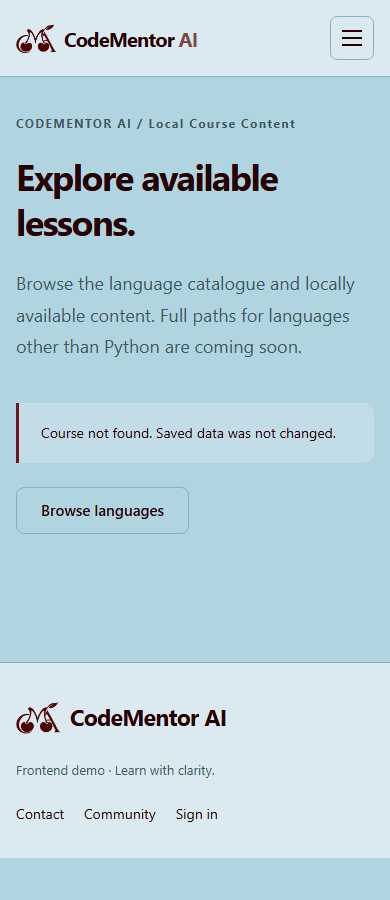 CodeMentor AI
CODEMENTOR AI / Local Course Content
Explore available
lessons.
Browse the language catalogue and locally
available content. Full paths for languages
other than Python are coming soon.
Course not found. Saved data was not changed.
Browse languages
CodeMentor AI
Frontend demo · Learn with clarity.
Contact Community Sign in